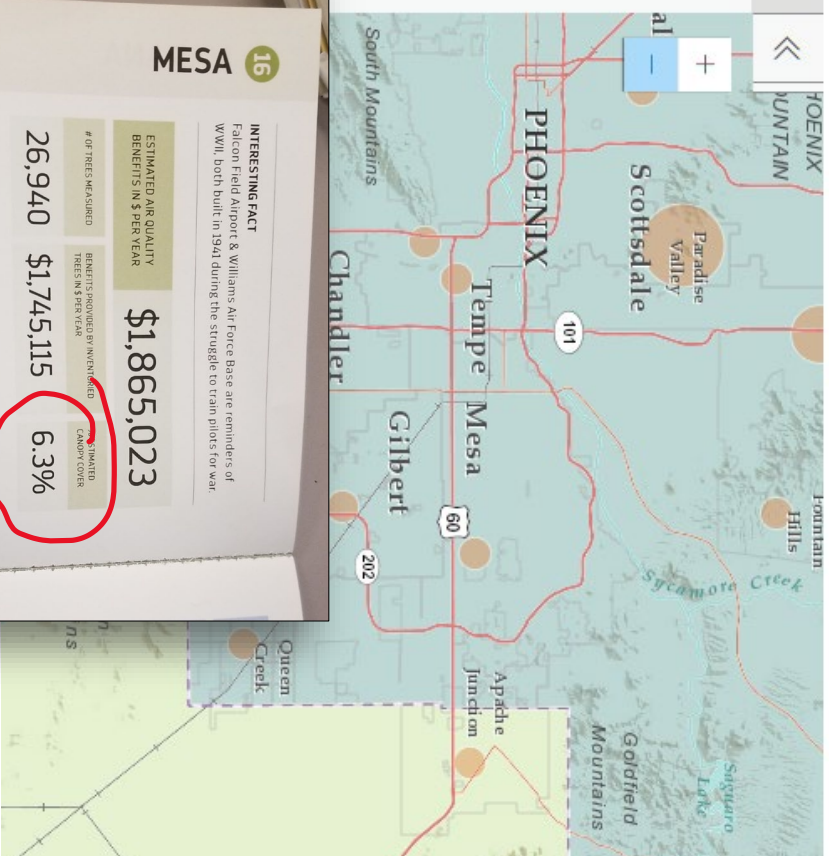 MESA 16
INTERESTING FACT
Falcon Field Airport & Williams Air Force Base are reminders of
WWII, both built in 1941 during the struggle to train pilots for war.
ESTIMATED AIR QUALITY
BENEFITS IN $ PER YEAR
$1,865,023
# OF TREES MEASURED
26,940
BENEFITS PROVIDED BY INVENTORIED
TREES IN $ PER YEAR
$1,745,115
CANOPY COVER
6.3%
South Mountains
PHOENIX
Scottsdale
Paradise
Valley
Chandler
Tempe
101
Mesa
Gilbert
60
202
Hills
Sycamore Creek
Queen
Creek
Apache
Junction
Goldfield
Mountains
Saguaro
Lake
+
−
«